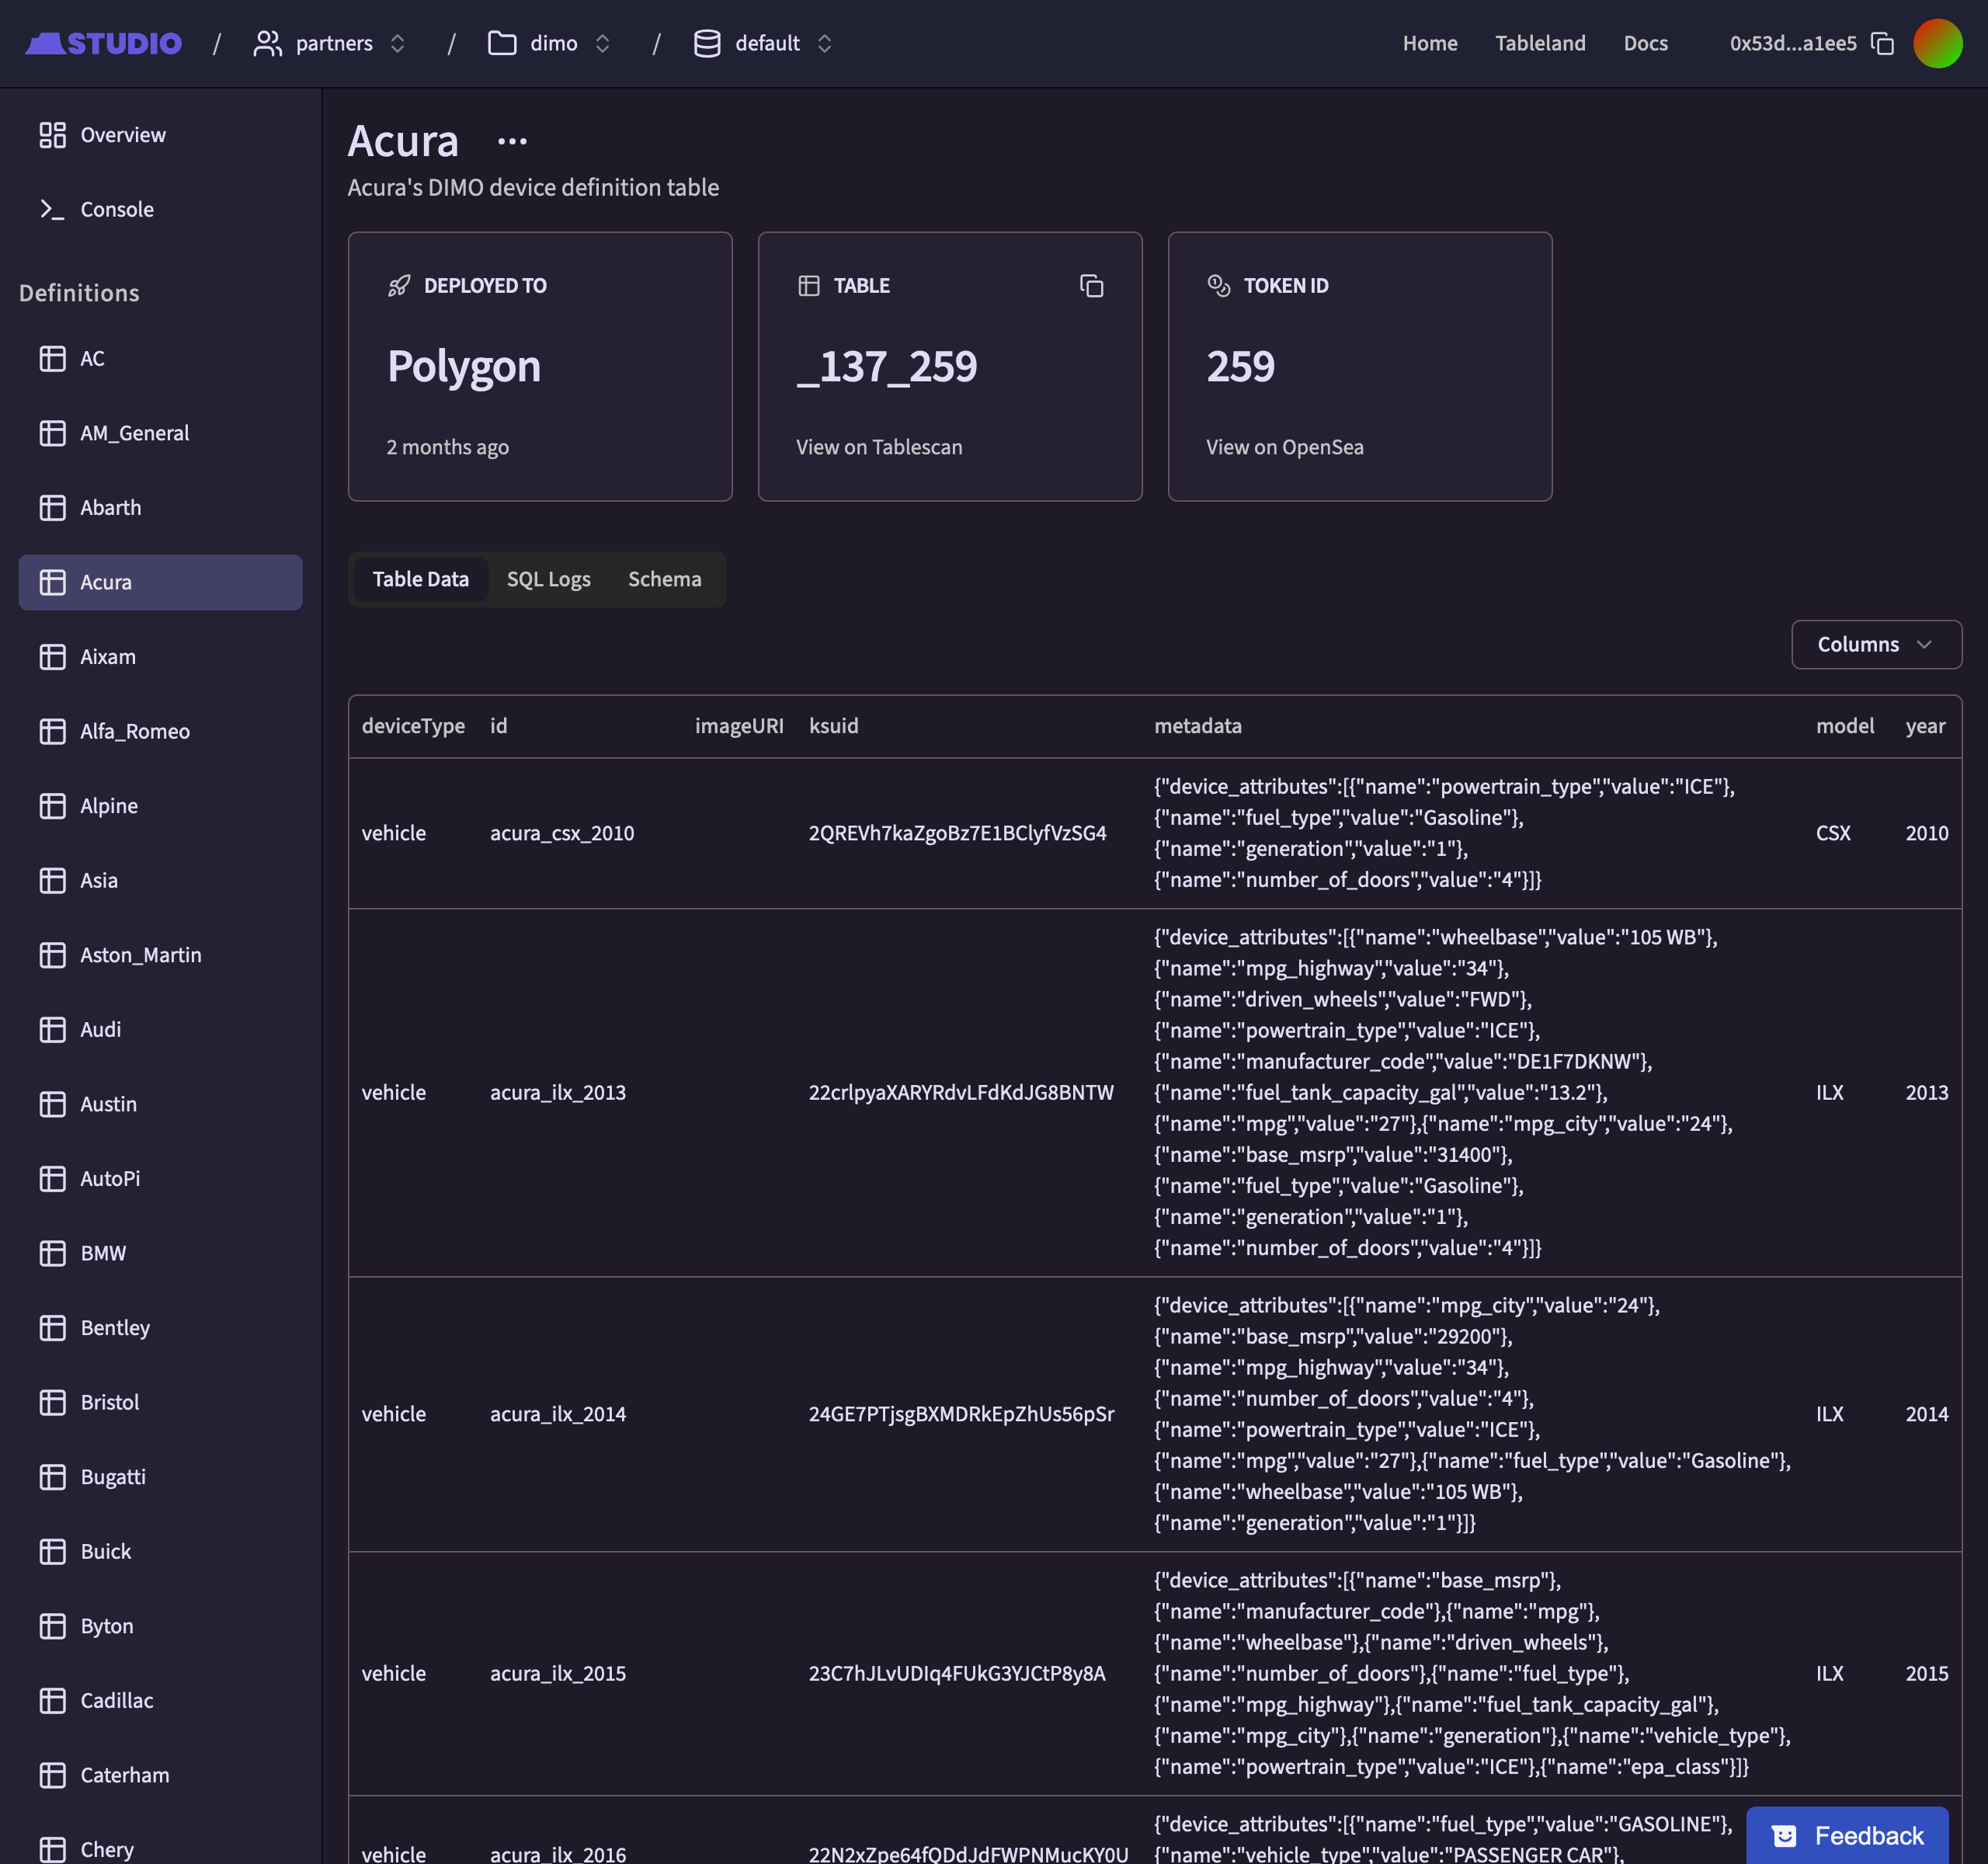 STUDIO / partners / dimo / default Home Tableland Docs 0x53d...a1ee5
Overview
Console
Definitions
AC
AM_General
Abarth
Acura
Aixam
Alfa_Romeo
Alpine
Asia
Aston_Martin
Audi
Austin
AutoPi
BMW
Bentley
Bristol
Bugatti
Buick
Byton
Cadillac
Caterham
Chery
Acura ...
Acura's DIMO device definition table
DEPLOYED TO
Polygon
2 months ago
TABLE
_137_259
View on Tablescan
TOKEN ID
259
View on OpenSea
Table Data SQL Logs Schema
Columns
deviceType id imageURI ksuid metadata model year
vehicle acura_csx_2010 2QREVh7kaZgoBz7E1BClyfVzSG4
{"device_attributes":[{"name":"powertrain_type","value":"ICE"},
{"name":"fuel_type","value":"Gasoline"},
{"name":"generation","value":"1"},
{"name":"number_of_doors","value":"4"}]}
CSX 2010
vehicle acura_ilx_2013 22crlpyaXARYRdvLFdKdJG8BNTW
{"device_attributes":[{"name":"wheelbase","value":"105 WB"},
{"name":"mpg_highway","value":"34"},
{"name":"driven_wheels","value":"FWD"},
{"name":"powertrain_type","value":"ICE"},
{"name":"manufacturer_code","value":"DE1F7DKNW"},
{"name":"fuel_tank_capacity_gal","value":"13.2"},
{"name":"mpg","value":"27"},{"name":"mpg_city","value":"24"},
{"name":"base_msrp","value":"31400"},
{"name":"fuel_type","value":"Gasoline"},
{"name":"generation","value":"1"},
{"name":"number_of_doors","value":"4"}]}
ILX 2013
vehicle acura_ilx_2014 24GE7PTjsgBXMDRkEpZhUs56pSr
{"device_attributes":[{"name":"mpg_city","value":"24"},
{"name":"base_msrp","value":"29200"},
{"name":"mpg_highway","value":"34"},
{"name":"number_of_doors","value":"4"},
{"name":"powertrain_type","value":"ICE"},
{"name":"mpg","value":"27"},{"name":"fuel_type","value":"Gasoline"},
{"name":"wheelbase","value":"105 WB"},
{"name":"generation","value":"1"}]}
ILX 2014
vehicle acura_ilx_2015 23C7hJLvUDIq4FUkG3YJCtP8y8A
{"device_attributes":[{"name":"base_msrp"},
{"name":"manufacturer_code"},{"name":"mpg"},
{"name":"wheelbase"},{"name":"driven_wheels"},
{"name":"number_of_doors"},{"name":"fuel_type"},
{"name":"mpg_highway"},{"name":"fuel_tank_capacity_gal"},
{"name":"mpg_city"},{"name":"generation"},{"name":"vehicle_type"},
{"name":"powertrain_type","value":"ICE"},{"name":"epa_class"}]}
ILX 2015
vehicle acura_ilx_2016 22N2xZpe64fQDdJdFWPNMucKY0U
{"device_attributes":[{"name":"fuel_type","value":"GASOLINE"},
{"name":"vehicle_type","value":"PASSENGER CAR"},
Feedback